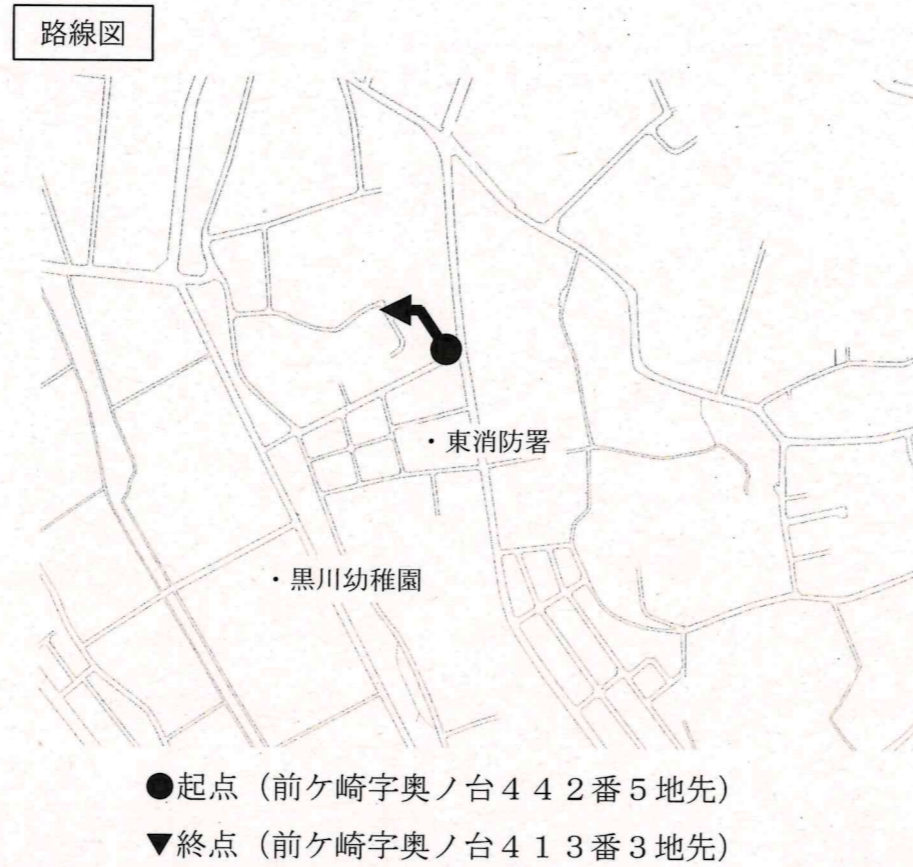 路線図
・東消防署
・黒川幼稚園
●起点（前ケ崎字奥ノ台４４２番５地先）
▼終点（前ケ崎字奥ノ台４１３番３地先）